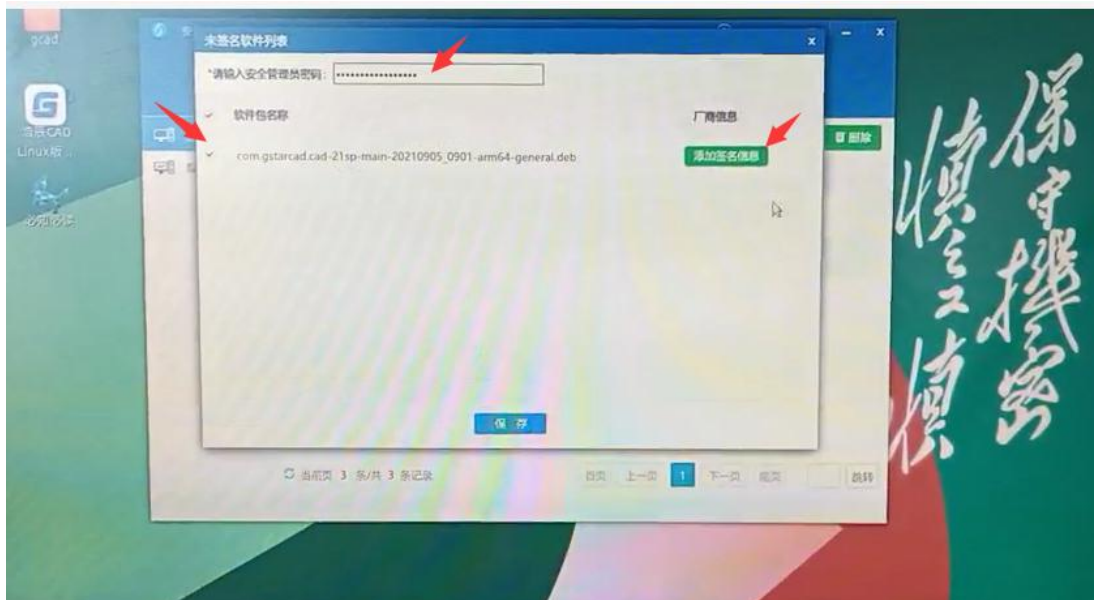 gcad
浩辰CAD
Linux版...
必知必读
未签名软件列表
x
— x
*请输入安全管理员密码: *****************
软件包名称
厂商信息
com.gstarcad.cad-21sp-main-20210905_0901-arm64-general.deb
添加签名信息
删除
保存
当前页 3 条/共 3 条记录
首页 上一页 1 下一页 尾页 跳转
保守机密
慎之又慎